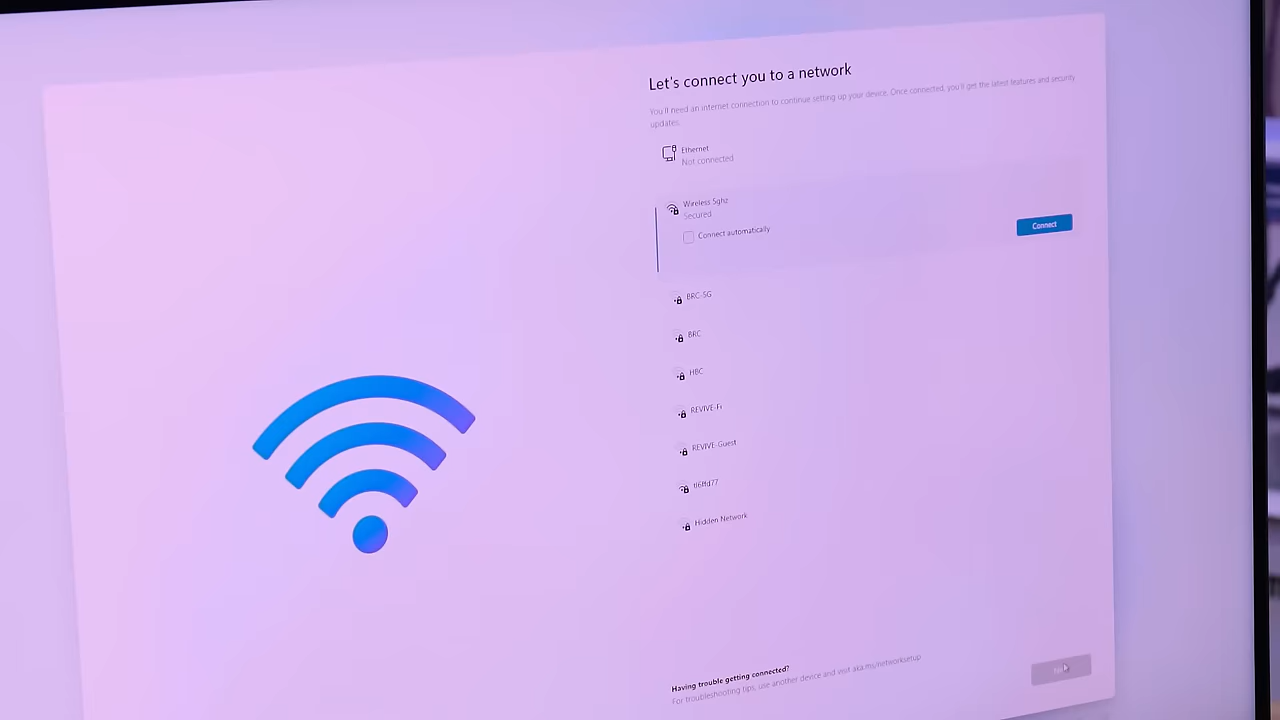 Let's connect you to a network
You'll need an internet connection to continue setting up your device. Once connected, you'll get the latest features and security
updates.
Ethernet
Not connected
Wireless 5ghz
Secured
Connect automatically
Connect
BRC-5G
BRC
HBC
REVIVE-Fi
REVIVE-Guest
Hidden Network
Having trouble getting connected?
For troubleshooting tips, use another device and visit aka.ms/networksetup